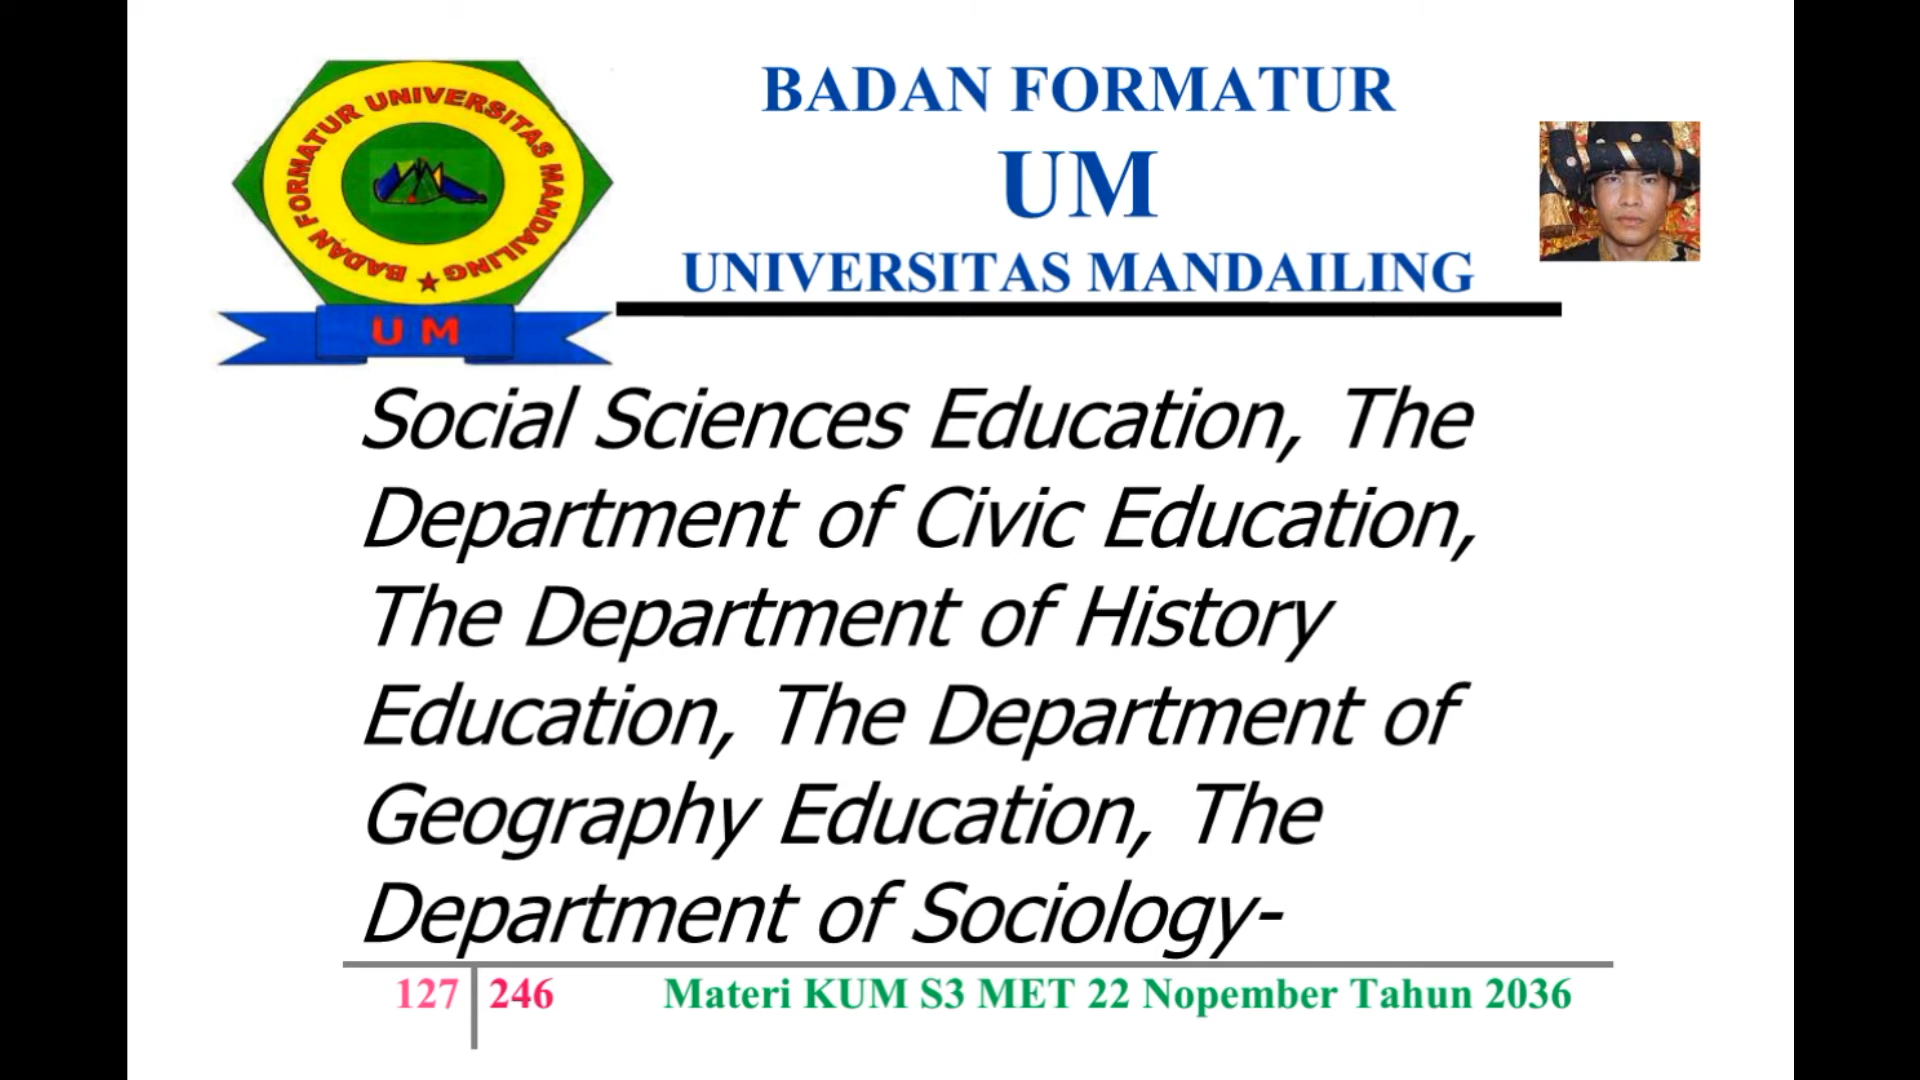 BADAN FORMATUR UNIVERSITAS MANDAILING
U M
BADAN FORMATUR
UM
UNIVERSITAS MANDAILING
Social Sciences Education, The
Department of Civic Education,
The Department of History
Education, The Department of
Geography Education, The
Department of Sociology-
127 246 Materi KUM S3 MET 22 Nopember Tahun 2036